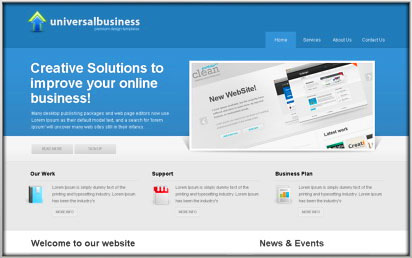 universalbusiness
premium design templates
Home Services About Us Contact Us
Creative Solutions to
improve your online
business!
Many desktop publishing packages and web page editors now use
Lorem Ipsum as their default model text, and a search for lorem
ipsum will uncover many web sites still in their infancy.
READ MORE
SIGN UP
clean
New WebSite!
Latest work
Our Work
Lorem Ipsum is simply dummy text of the
printing and typesetting industry. Lorem Ipsum
has been the industry's
MORE INFO
Support
Lorem Ipsum is simply dummy text of the
printing and typesetting industry. Lorem Ipsum
has been the industry's
MORE INFO
Business Plan
Lorem Ipsum is simply dummy text of the
printing and typesetting industry. Lorem Ipsum
has been the industry's
MORE INFO
Welcome to our website
News & Events